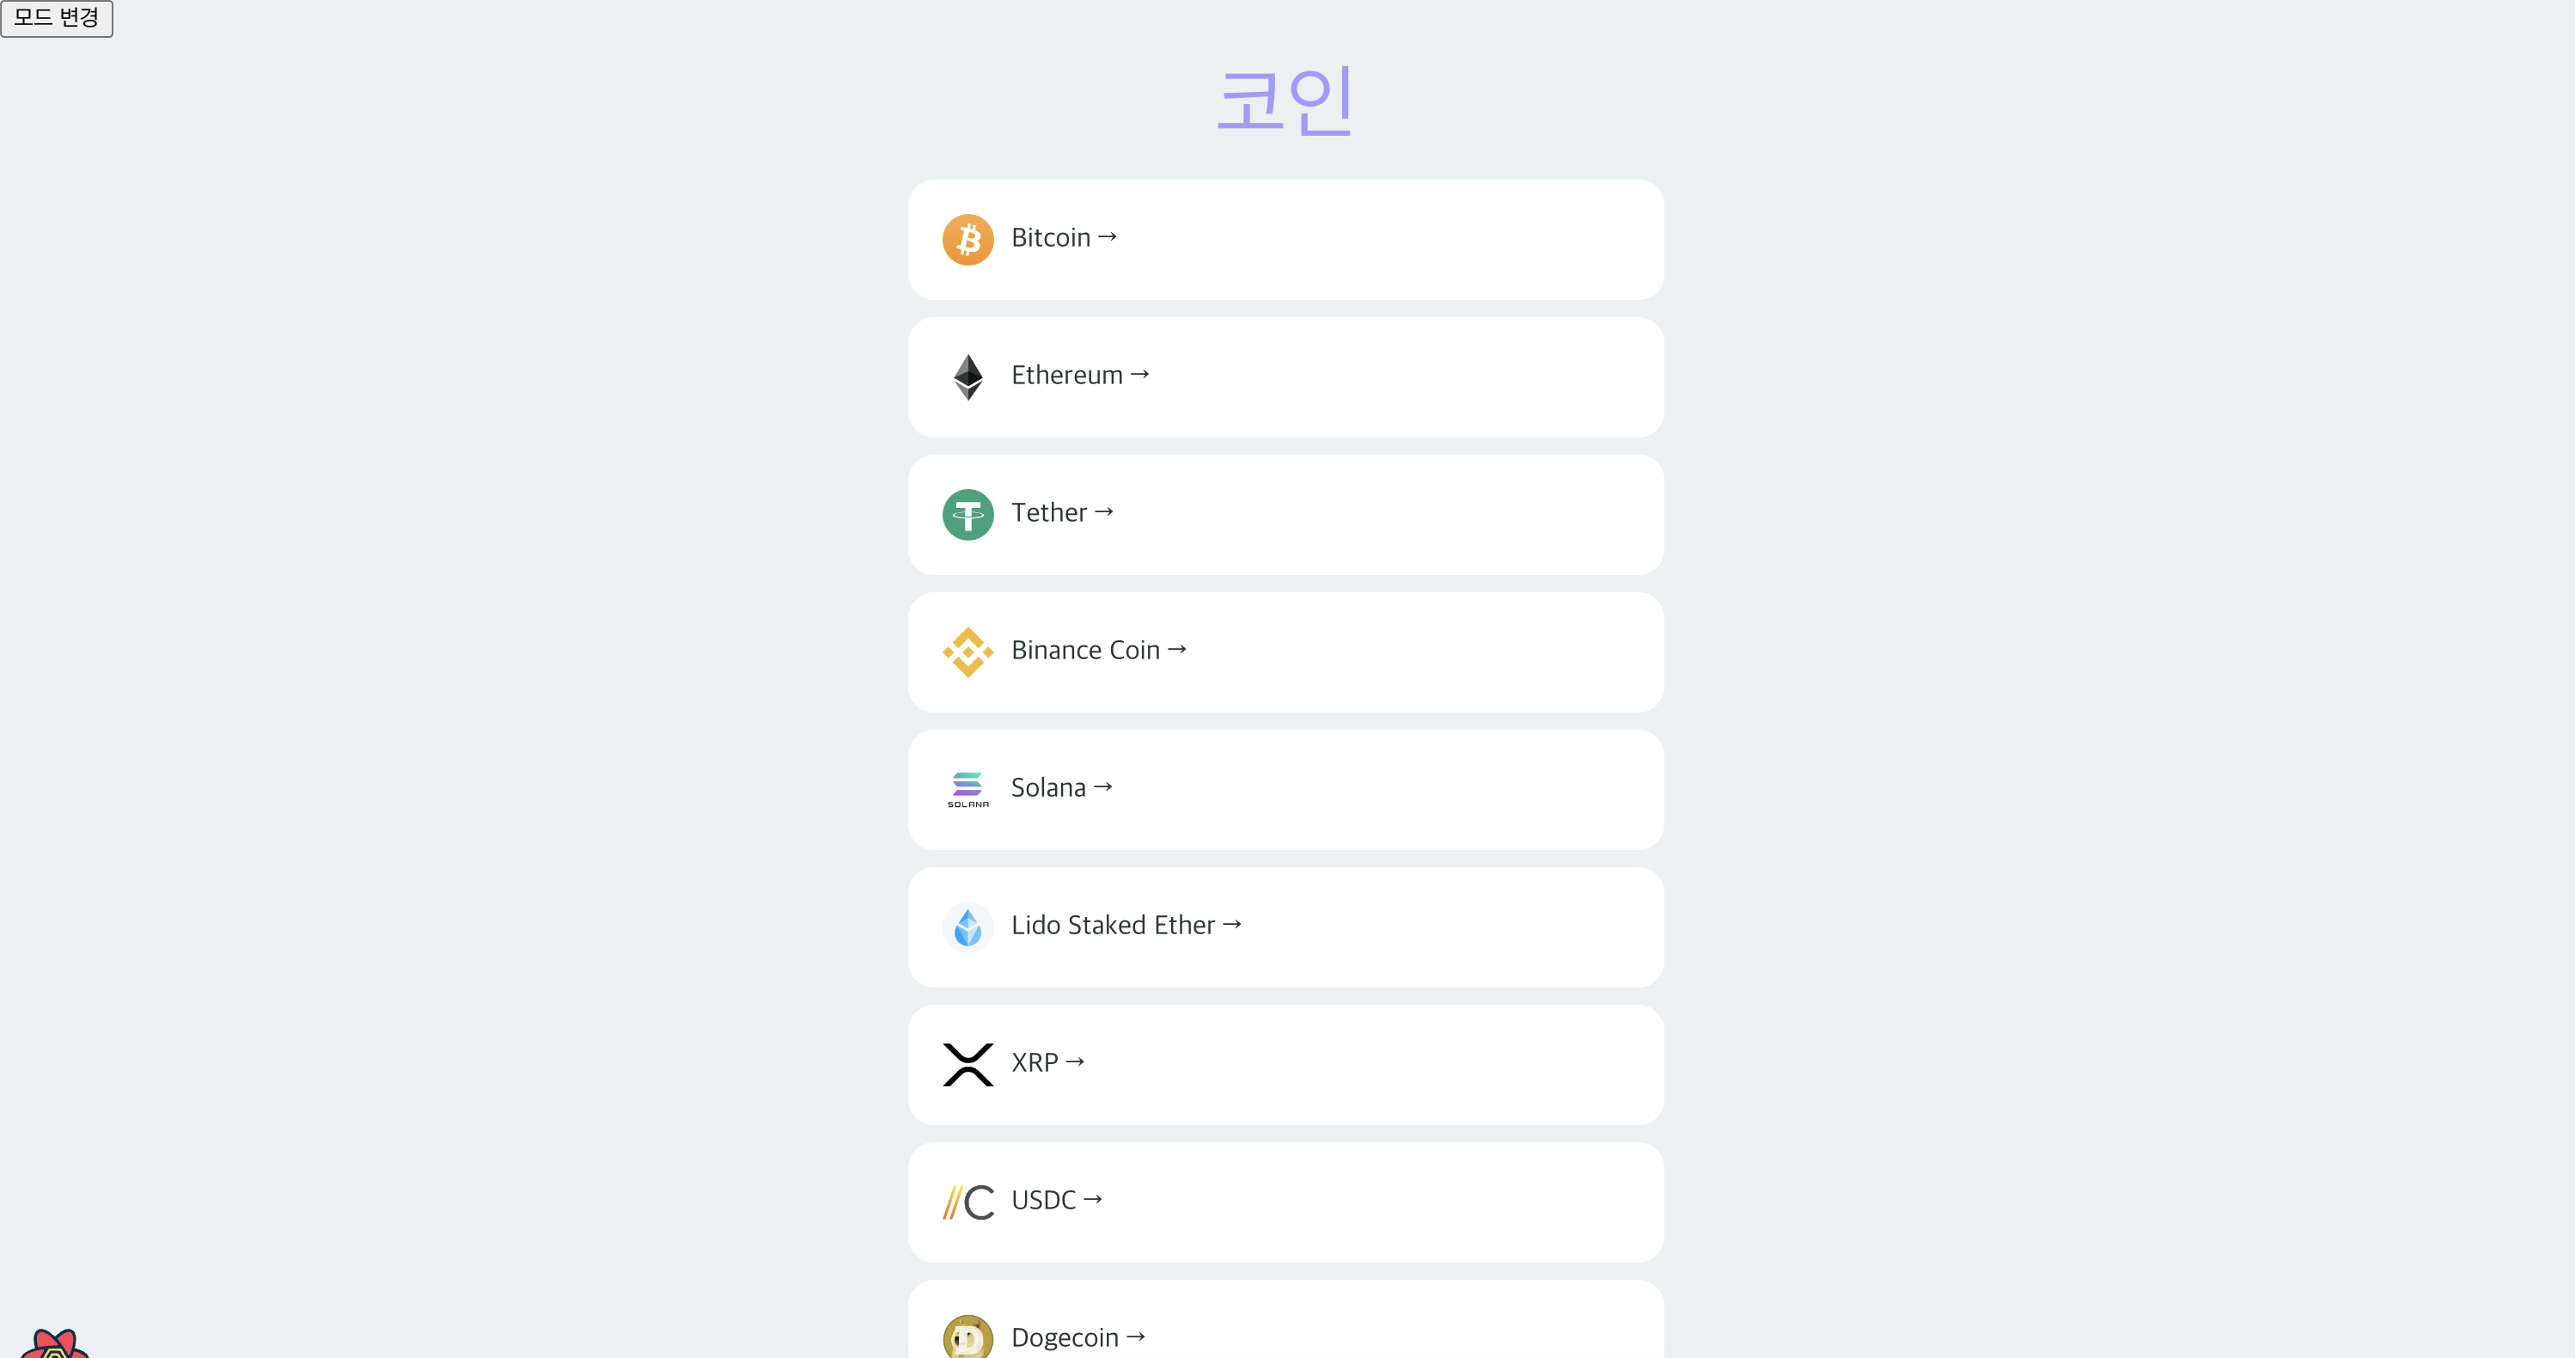 모드 변경
코인
Bitcoin →
Ethereum →
Tether →
Binance Coin →
Solana →
SOLANA
Lido Staked Ether →
XRP →
USDC →
Dogecoin →